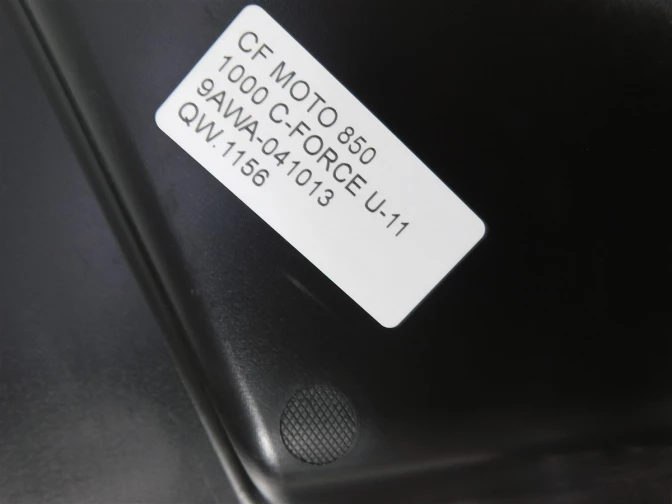 CF MOTO 850
1000 C-FORCE U-11
9AWA-041013
QW.1156